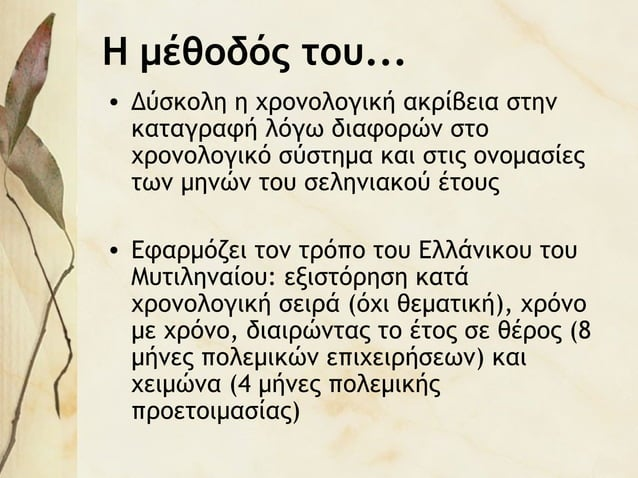 Η μέθοδός του...
• Δύσκολη η χρονολογική ακρίβεια στην
καταγραφή λόγω διαφορών στο
χρονολογικό σύστημα και στις ονομασίες
των μηνών του σεληνιακού έτους
• Εφαρμόζει τον τρόπο του Ελλάνικου του
Μυτιληναίου: εξιστόρηση κατά
χρονολογική σειρά (όχι θεματική), χρόνο
με χρόνο, διαιρώντας το έτος σε θέρος (8
μήνες πολεμικών επιχειρήσεων) και
χειμώνα (4 μήνες πολεμικής
προετοιμασίας)